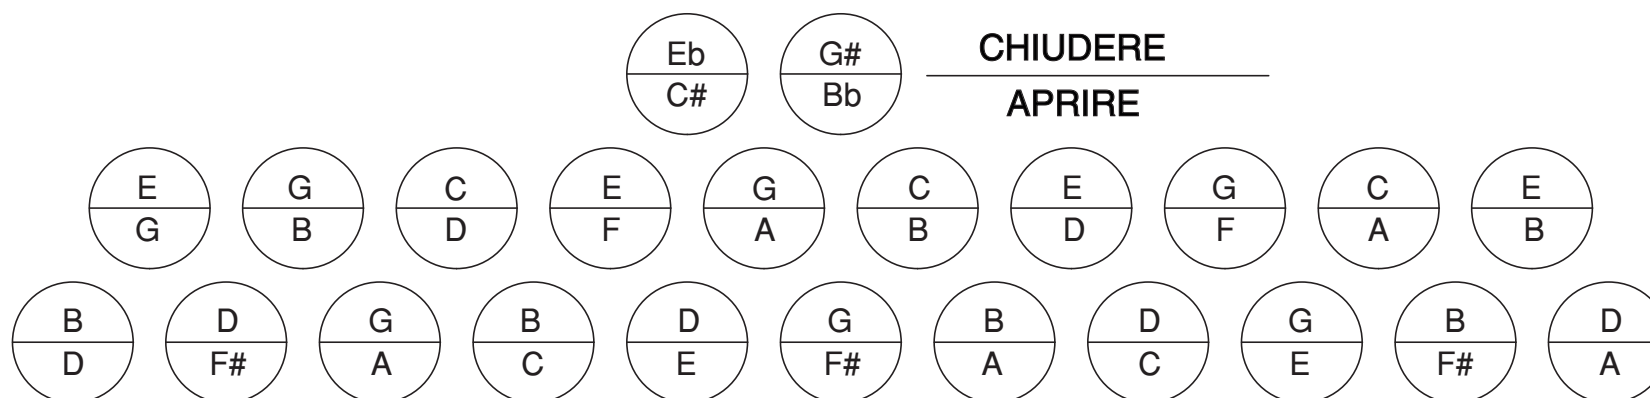 Eb G# CHIUDERE
C# Bb APRIRE
E G C E G C E G C E
G B D F A B D F A B
B D G B D G B D G B D
D F# A C E F# A C E F# A